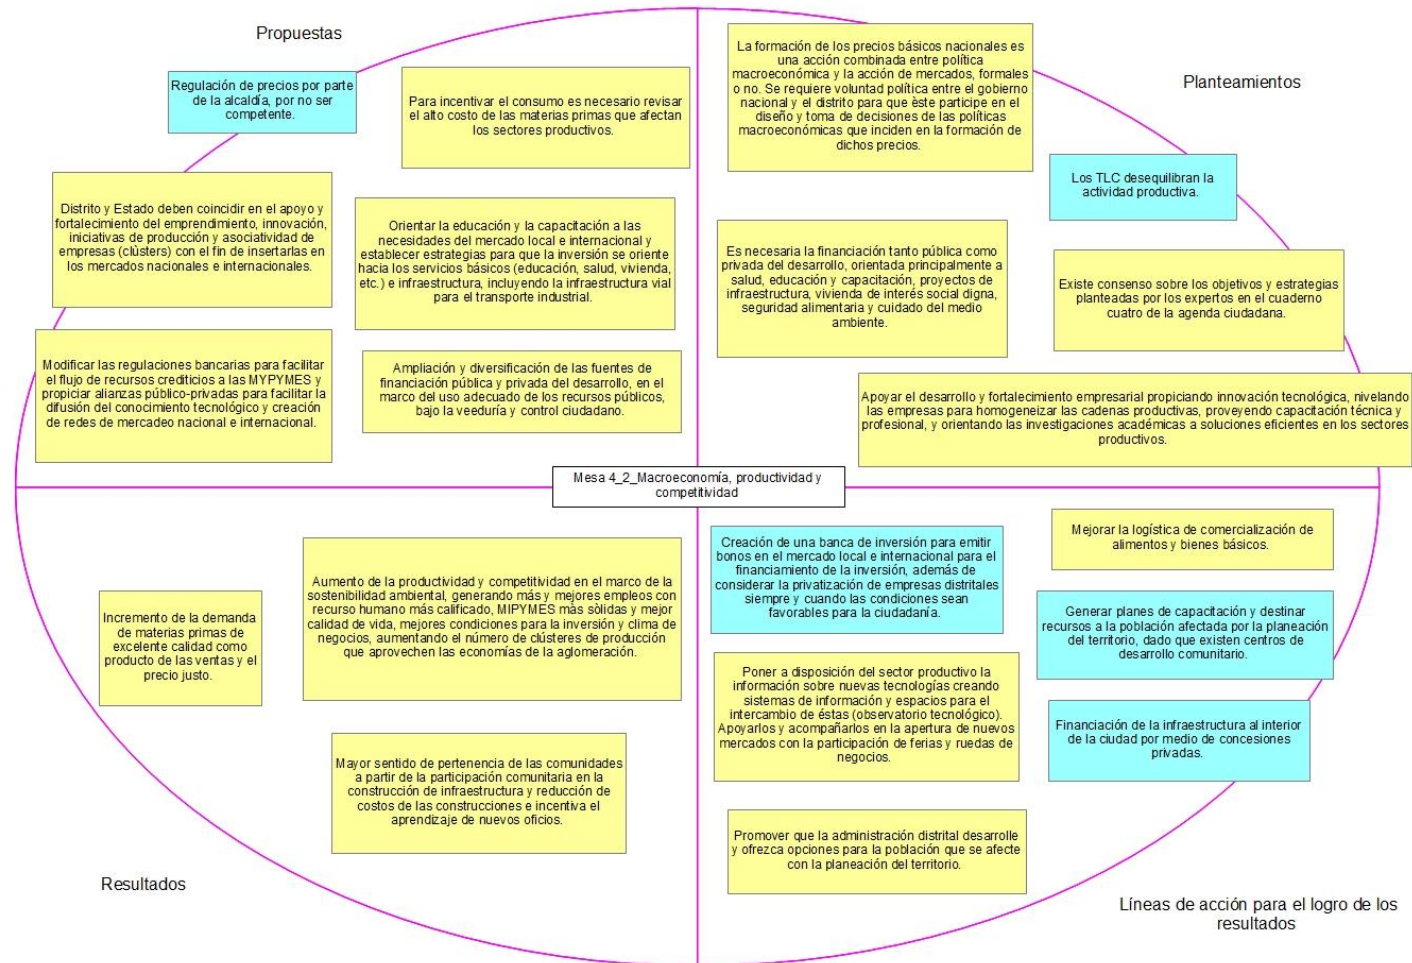 Propuestas
Regulación de precios por parte
de la alcaldía, por no ser
competente.
Para incentivar el consumo es necesario revisar
el alto costo de las materias primas que afectan
los sectores productivos.
Distrito y Estado deben coincidir en el apoyo y
fortalecimiento del emprendimiento, innovación,
iniciativas de producción y asociatividad de
empresas (clùsters) con el fin de insertarlas en
los mercados nacionales e internacionales.
Orientar la educación y la capacitación a las
necesidades del mercado local e internacional y
establecer estrategias para que la inversión se oriente
hacia los servicios básicos (educación, salud, vivienda,
etc.) e infraestructura, incluyendo la infraestructura vial
para el transporte industrial.
Modificar las regulaciones bancarias para facilitar
el flujo de recursos crediticios a las MYPYMES y
propiciar alianzas público-privadas para facilitar la
difusión del conocimiento tecnológico y creación
de redes de mercadeo nacional e internacional.
Ampliación y diversificación de las fuentes de
financiación pública y privada del desarrollo, en el
marco del uso adecuado de los recursos públicos,
bajo la veeduría y control ciudadano.
Planteamientos
La formación de los precios básicos nacionales es
una acción combinada entre política
macroeconómica y la acción de mercados, formales
o no. Se requiere voluntad política entre el gobierno
nacional y el distrito para que èste participe en el
diseño y toma de decisiones de las políticas
macroeconómicas que inciden en la formación de
dichos precios.
Los TLC desequilibran la
actividad productiva.
Es necesaria la financiación tanto pública como
privada del desarrollo, orientada principalmente a
salud, educación y capacitación, proyectos de
infraestructura, vivienda de interés social digna,
seguridad alimentaria y cuidado del medio
ambiente.
Existe consenso sobre los objetivos y estrategias
planteadas por los expertos en el cuaderno
cuatro de la agenda ciudadana.
Apoyar el desarrollo y fortalecimiento empresarial propiciando innovación tecnológica, nivelando
las empresas para homogeneizar las cadenas productivas, proveyendo capacitación técnica y
profesional, y orientando las investigaciones académicas a soluciones eficientes en los sectores
productivos.
Mesa 4_2_Macroeconomía, productividad y
competitividad
Aumento de la productividad y competitividad en el marco de la
sostenibilidad ambiental, generando más y mejores empleos con
recurso humano más calificado, MIPYMES màs sòlidas y mejor
calidad de vida, mejores condiciones para la inversión y clima de
negocios, aumentando el número de clústeres de producción
que aprovechen las economías de la aglomeración.
Incremento de la demanda
de materias primas de
excelente calidad como
producto de las ventas y el
precio justo.
Mayor sentido de pertenencia de las comunidades
a partir de la participación comunitaria en la
construcción de infraestructura y reducción de
costos de las construcciones e incentiva el
aprendizaje de nuevos oficios.
Resultados
Creación de una banca de inversión para emitir
bonos en el mercado local e internacional para el
financiamiento de la inversión, además de
considerar la privatización de empresas distritales
siempre y cuando las condiciones sean
favorables para la ciudadanía.
Mejorar la logística de comercialización de
alimentos y bienes básicos.
Generar planes de capacitación y destinar
recursos a la población afectada por la planeación
del territorio, dado que existen centros de
desarrollo comunitario.
Poner a disposición del sector productivo la
información sobre nuevas tecnologías creando
sistemas de información y espacios para el
intercambio de éstas (observatorio tecnológico).
Apoyarlos y acompañarlos en la apertura de nuevos
mercados con la participación de ferias y ruedas de
negocios.
Financiación de la infraestructura al interior
de la ciudad por medio de concesiones
privadas.
Promover que la administración distrital desarrolle
y ofrezca opciones para la población que se afecte
con la planeación del territorio.
Líneas de acción para el logro de los
resultados